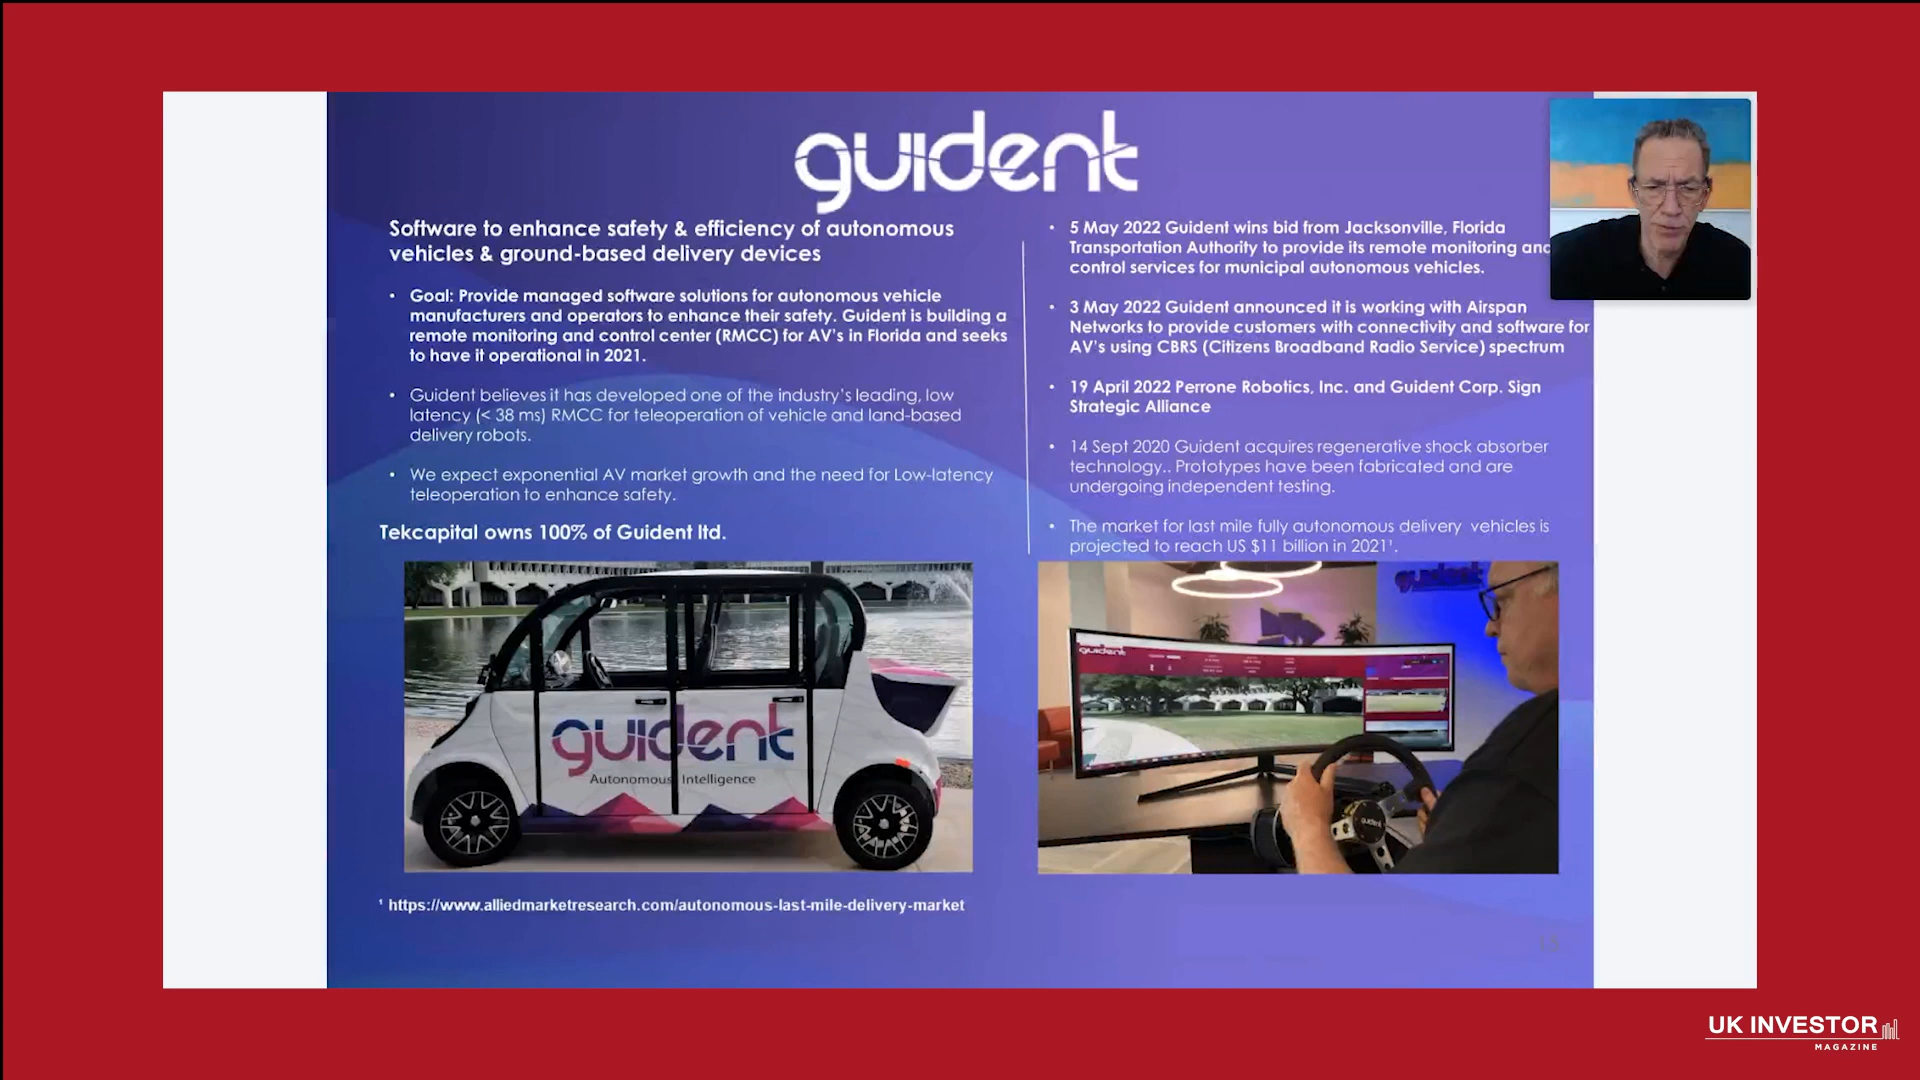 guident
Software to enhance safety & efficiency of autonomous
vehicles & ground-based delivery devices
• Goal: Provide managed software solutions for autonomous vehicle
manufacturers and operators to enhance their safety. Guident is building a
remote monitoring and control center (RMCC) for AV's in Florida and seeks
to have it operational in 2021.
• Guident believes it has developed one of the industry's leading, low
latency (< 38 ms) RMCC for teleoperation of vehicle and land-based
delivery robots.
• We expect exponential AV market growth and the need for Low-latency
teleoperation to enhance safety.
Tekcapital owns 100% of Guident ltd.
• 5 May 2022 Guident wins bid from Jacksonville, Florida
Transportation Authority to provide its remote monitoring and
control services for municipal autonomous vehicles.
• 3 May 2022 Guident announced it is working with Airspan
Networks to provide customers with connectivity and software for
AV's using CBRS (Citizens Broadband Radio Service) spectrum
• 19 April 2022 Perrone Robotics, Inc. and Guident Corp. Sign
Strategic Alliance
• 14 Sept 2020 Guident acquires regenerative shock absorber
technology.. Prototypes have been fabricated and are
undergoing independent testing.
• The market for last mile fully autonomous delivery vehicles is
projected to reach US $11 billion in 2021¹.
guident
Autonomous Intelligence
guident
guident
guident
¹ https://www.alliedmarketresearch.com/autonomous-last-mile-delivery-market
UK INVESTOR
MAGAZINE